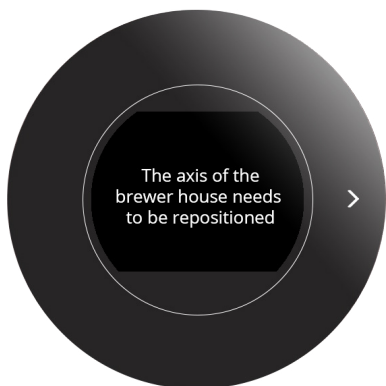 The axis of the
brewer house needs
to be repositioned